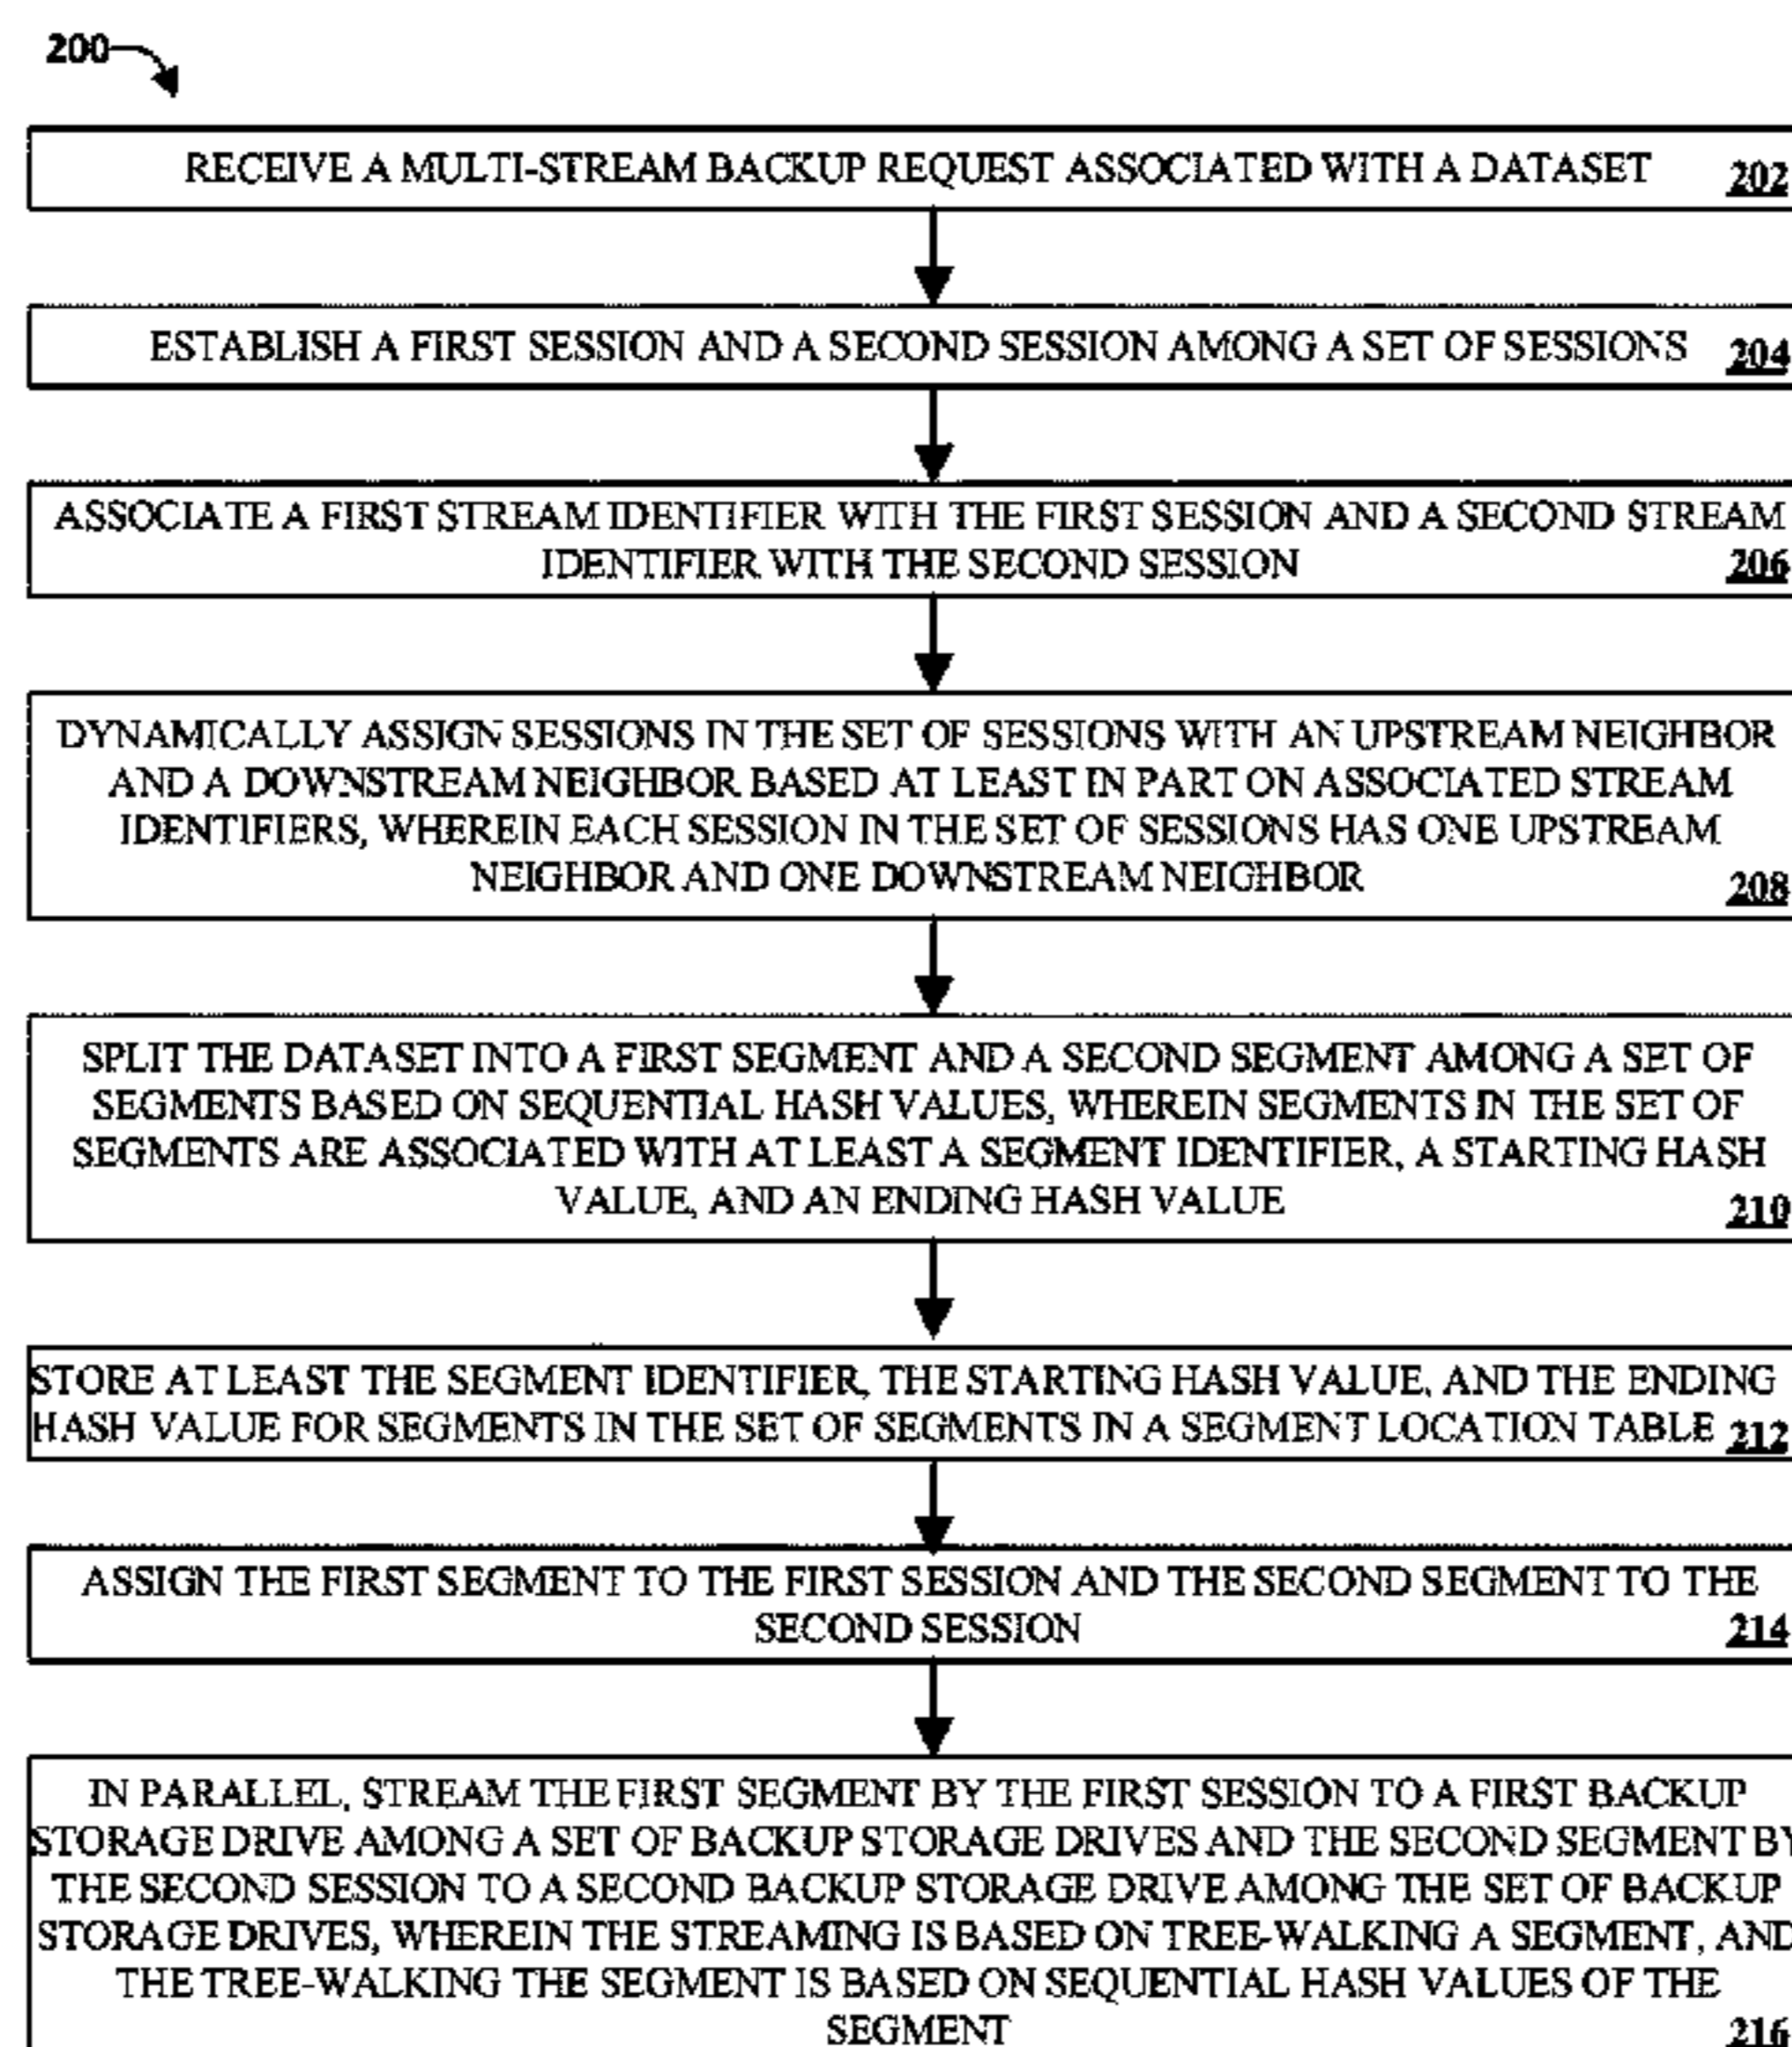 200
RECEIVE A MULTI-STREAM BACKUP REQUEST ASSOCIATED WITH A DATASET 202
ESTABLISH A FIRST SESSION AND A SECOND SESSION AMONG A SET OF SESSIONS 204
ASSOCIATE A FIRST STREAM IDENTIFIER WITH THE FIRST SESSION AND A SECOND STREAM
IDENTIFIER WITH THE SECOND SESSION 206
DYNAMICALLY ASSIGN SESSIONS IN THE SET OF SESSIONS WITH AN UPSTREAM NEIGHBOR
AND A DOWNSTREAM NEIGHBOR BASED AT LEAST IN PART ON ASSOCIATED STREAM
IDENTIFIERS, WHEREIN EACH SESSION IN THE SET OF SESSIONS HAS ONE UPSTREAM
NEIGHBOR AND ONE DOWNSTREAM NEIGHBOR 208
SPLIT THE DATASET INTO A FIRST SEGMENT AND A SECOND SEGMENT AMONG A SET OF
SEGMENTS BASED ON SEQUENTIAL HASH VALUES, WHEREIN SEGMENTS IN THE SET OF
SEGMENTS ARE ASSOCIATED WITH AT LEAST A SEGMENT IDENTIFIER, A STARTING HASH
VALUE, AND AN ENDING HASH VALUE 210
STORE AT LEAST THE SEGMENT IDENTIFIER, THE STARTING HASH VALUE, AND THE ENDING
HASH VALUE FOR SEGMENTS IN THE SET OF SEGMENTS IN A SEGMENT LOCATION TABLE 212
ASSIGN THE FIRST SEGMENT TO THE FIRST SESSION AND THE SECOND SEGMENT TO THE
SECOND SESSION 214
IN PARALLEL, STREAM THE FIRST SEGMENT BY THE FIRST SESSION TO A FIRST BACKUP
STORAGE DRIVE AMONG A SET OF BACKUP STORAGE DRIVES AND THE SECOND SEGMENT BY
THE SECOND SESSION TO A SECOND BACKUP STORAGE DRIVE AMONG THE SET OF BACKUP
STORAGE DRIVES, WHEREIN THE STREAMING IS BASED ON TREE-WALKING A SEGMENT, AND
THE TREE-WALKING THE SEGMENT IS BASED ON SEQUENTIAL HASH VALUES OF THE
SEGMENT 216